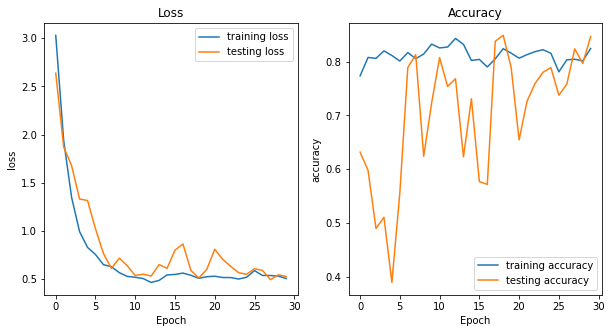 Loss
training loss
testing loss
3.0
2.5
2.0
1.5
1.0
0.5
loss
0
5
10
15
20
25
30
Epoch
Accuracy
0.8
0.7
0.6
0.5
0.4
accuracy
training accuracy
testing accuracy
0
5
10
15
20
25
30
Epoch